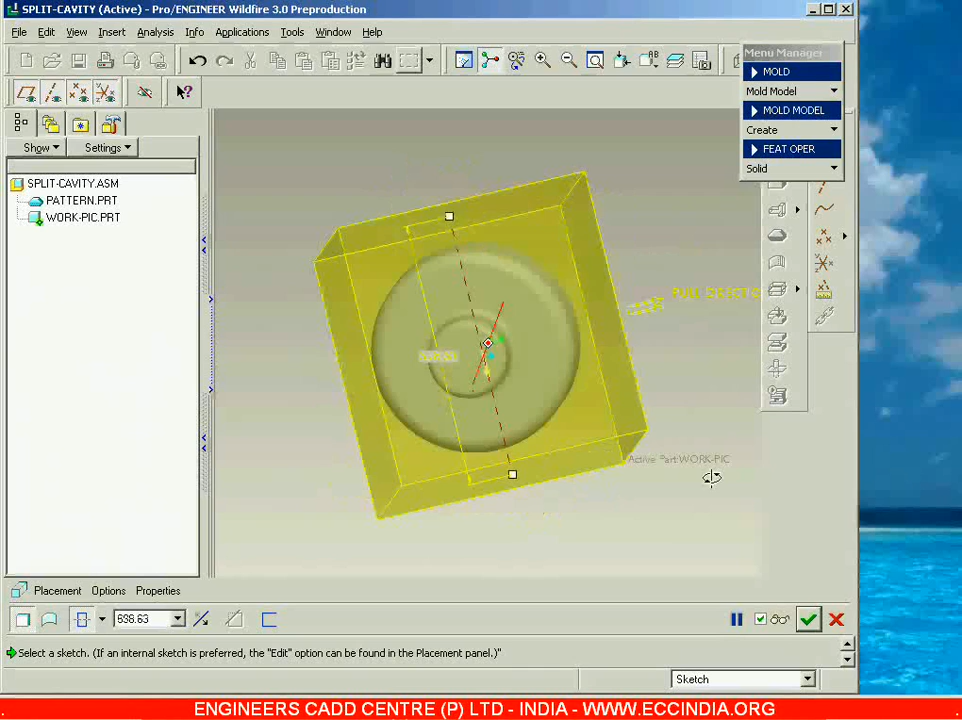 SPLIT-CAVITY (Active) - Pro/ENGINEER Wildfire 3.0 Preproduction
File Edit View Insert Analysis Info Applications Tools Window Help
Menu Manager
MOLD
Mold Model
MOLD MODEL
Create
FEAT OPER
Solid
Show Settings
SPLIT-CAVITY.ASM
PATTERN.PRT
WORK-PIC.PRT
Active Part:WORK-PIC
Placement Options Properties
638.63
Select a sketch. (If an internal sketch is preferred, the "Edit" option can be found in the Placement panel.)"
Sketch
ENGINEERS CADD CENTRE (P) LTD - INDIA - WWW.ECCINDIA.ORG